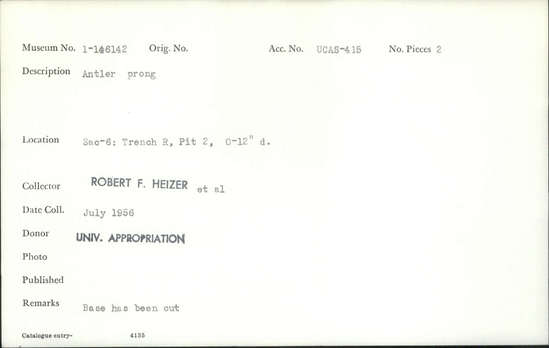 Museum No. 1-146142 Orig. No. Acc. No. UCAS-415 No. Pieces 2
Description Antler prong
Location Sac-6: Trench R, Pit 2, 0-12" d.
Collector ROBERT F. HEIZER et al
Date Coll. July 1956
Donor UNIV. APPROPRIATION
Photo
Published
Remarks Base has been cut
Catalogue entry- 4135